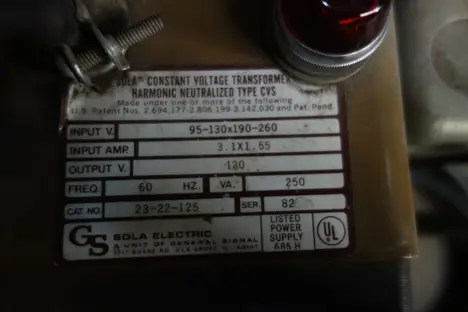 SOLA CONSTANT VOLTAGE TRANSFORMER
HARMONIC NEUTRALIZED TYPE CVS
Made under one or more of the following
U.S. Patent Nos. 2,694,177-2,806,199-3,142,030 and Pat. Pend.
INPUT V. 95-130x190-260
INPUT AMP. 3.1X1.55
OUTPUT V. 120
FREQ. 60 HZ. VA. 250
CAT. NO. 23-22-125 SER. 82
GS SOLA ELECTRIC
A UNIT OF GENERAL SIGNAL
LISTED
POWER
SUPPLY
685 H
UL